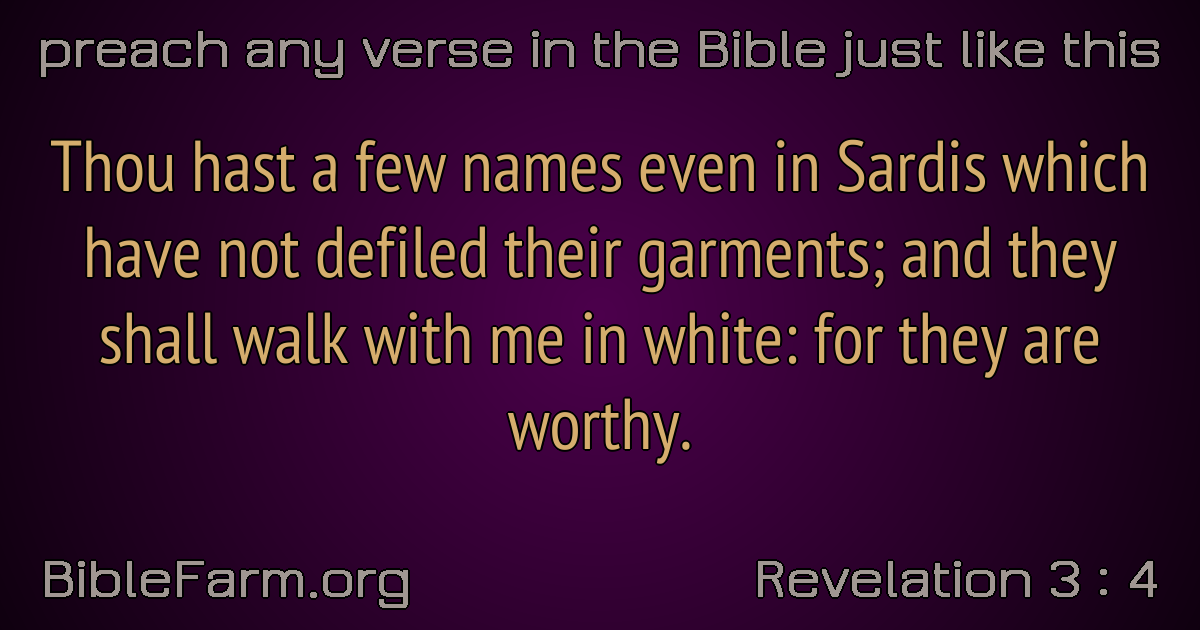 preach any verse in the Bible just like this
Thou hast a few names even in Sardis which
have not defiled their garments; and they
shall walk with me in white: for they are
worthy.
BibleFarm.org
Revelation 3 : 4